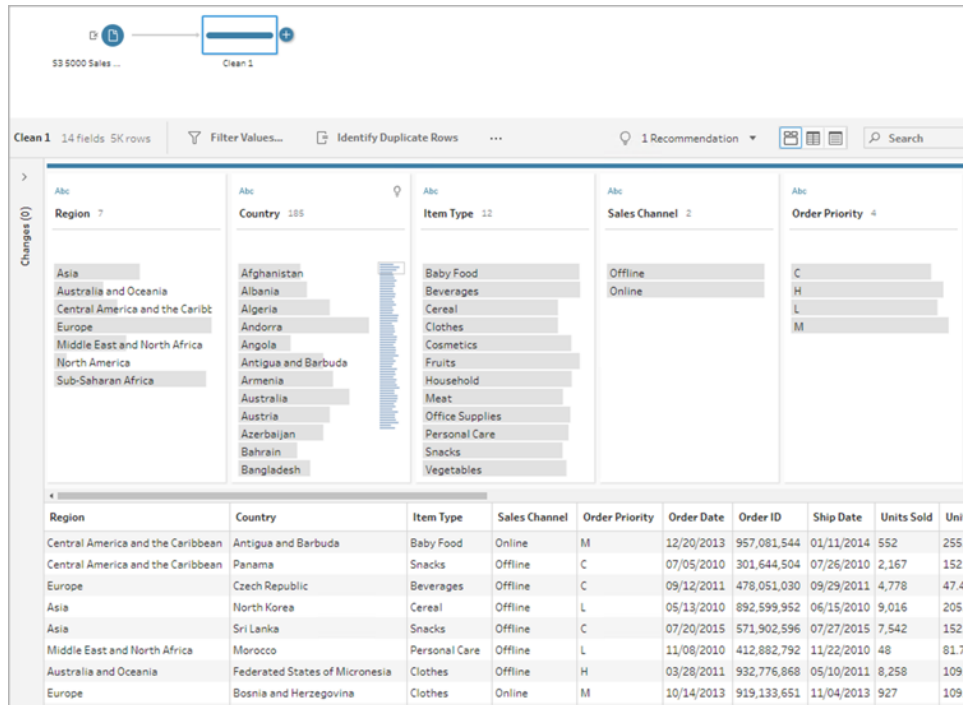 S3 5000 Sales ...
Clean 1
Clean 1 14 fields 5K rows Filter Values... Identify Duplicate Rows ... 1 Recommendation Search
Changes (0)
Abc Abc Abc Abc Abc
Region 7 Country 185 Item Type 12 Sales Channel 2 Order Priority 4
Asia Afghanistan Baby Food Offline C
Australia and Oceania Albania Beverages Online H
Central America and the Caribb Algeria Cereal L
Europe Andorra Clothes M
Middle East and North Africa Angola Cosmetics
North America Antigua and Barbuda Fruits
Sub-Saharan Africa Armenia Household
Australia Meat
Austria Office Supplies
Azerbaijan Personal Care
Bahrain Snacks
Bangladesh Vegetables
Region Country Item Type Sales Channel Order Priority Order Date Order ID Ship Date Units Sold Uni
Central America and the Caribbean Antigua and Barbuda Baby Food Online M 12/20/2013 957,081,544 01/11/2014 552 255.
Central America and the Caribbean Panama Snacks Offline C 07/05/2010 301,644,504 07/26/2010 2,167 152
Europe Czech Republic Beverages Offline C 09/12/2011 478,051,030 09/29/2011 4,778 47.4
Asia North Korea Cereal Offline L 05/13/2010 892,599,952 06/15/2010 9,016 205.
Asia Sri Lanka Snacks Offline C 07/20/2015 571,902,596 07/27/2015 7,542 152
Middle East and North Africa Morocco Personal Care Offline L 11/08/2010 412,882,792 11/22/2010 48 81.7
Australia and Oceania Federated States of Micronesia Clothes Offline H 03/28/2011 932,776,868 05/10/2011 8,258 109
Europe Bosnia and Herzegovina Clothes Online M 10/14/2013 919,133,651 11/04/2013 927 109